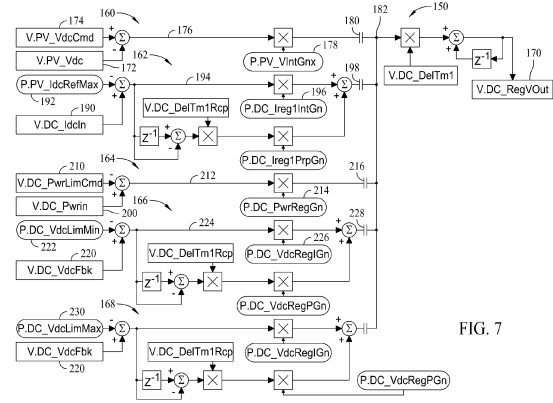 174 160 180 182 150
V.PV_VdcCmd - + Σ 176 × × + Σ
V.PV_Vdc + -
172 162 P.PV_VIntGnx 178 z-1 170
P.PV_IdcRefMax - Σ 194 × + Σ 198 V.DC_DelTm1 V.DC_RegVOut
192 V.DC_DelTm1Rcp 196
190 P.DC_Ireg1IntGn
V.DC_IdcIn + z-1 + Σ - × ×
164 P.DC_Ireg1PrpGn
210 216
V.DC_PwrLimCmd - Σ 212 ×
V.DC_Pwrin + 214
200 166 P.DC_PwrRegGn
P.DC_VdcLimMin - Σ 224 × + Σ 228
222 226
220 V.DC_DelTm1Rcp P.DC_VdcRegIGn
V.DC_VdcFbk + z-1 + Σ - × ×
P.DC_VdcRegPGn
230 168
P.DC_VdcLimMax - Σ × + Σ
V.DC_VdcFbk + V.DC_DelTm1Rcp P.DC_VdcRegIGn
220 z-1 + Σ - × × P.DC_VdcRegPGn
FIG. 7